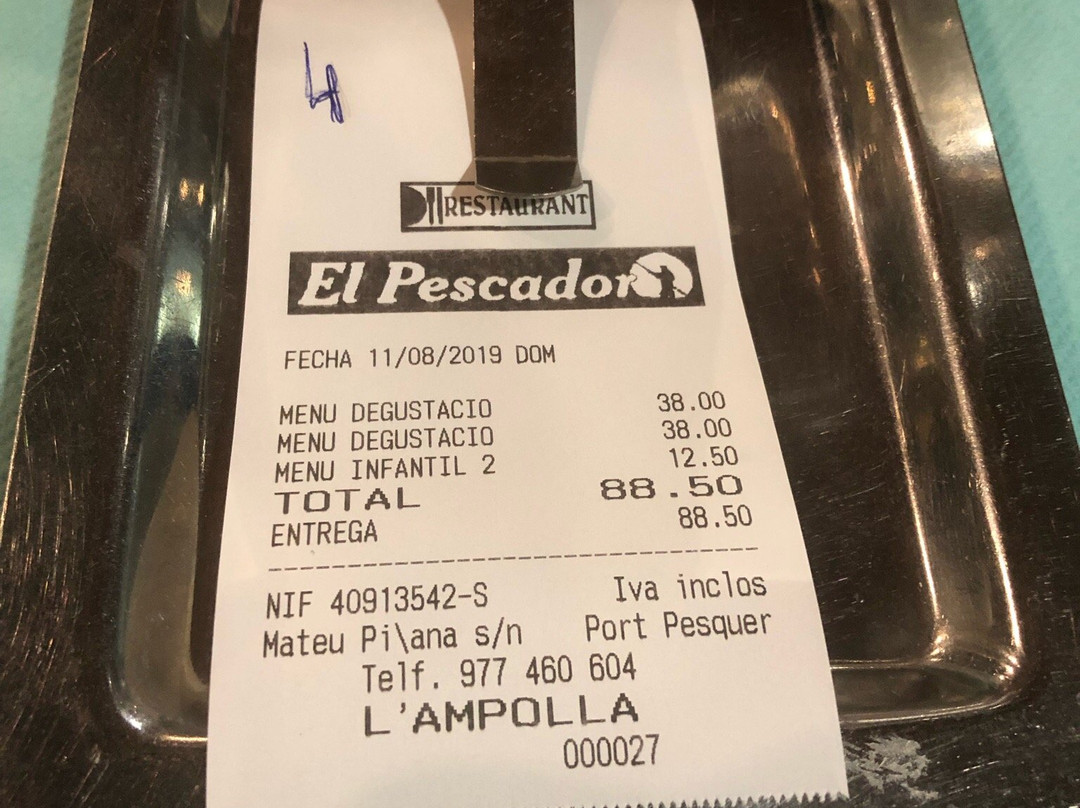 4
RESTAURANT
El Pescador
FECHA 11/08/2019 DOM
MENU DEGUSTACIO 38.00
MENU DEGUSTACIO 38.00
MENU INFANTIL 2 12.50
TOTAL 88.50
ENTREGA 88.50
NIF 40913542-S Iva inclos
Mateu Pi\ana s/n Port Pesquer
Telf. 977 460 604
L'AMPOLLA
000027